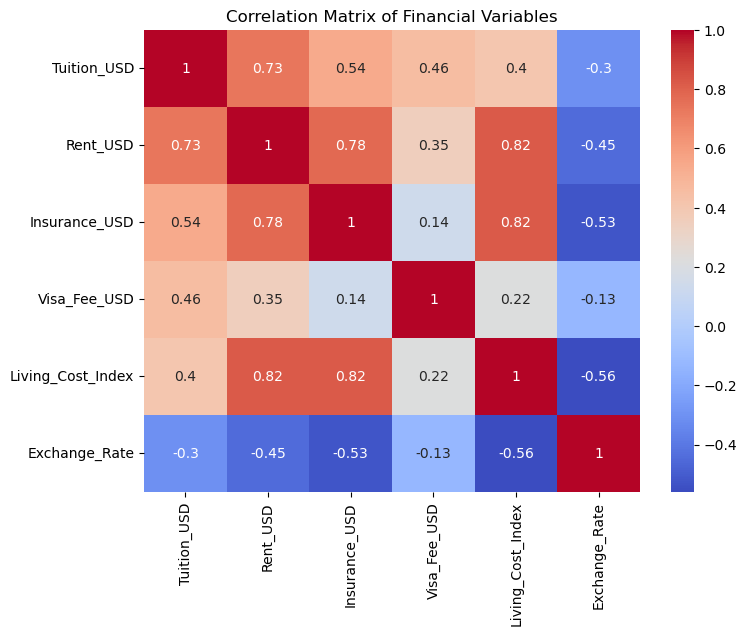 Correlation Matrix of Financial Variables
Tuition_USD 1 0.73 0.54 0.46 0.4 -0.3
Rent_USD 0.73 1 0.78 0.35 0.82 -0.45
Insurance_USD 0.54 0.78 1 0.14 0.82 -0.53
Visa_Fee_USD 0.46 0.35 0.14 1 0.22 -0.13
Living_Cost_Index 0.4 0.82 0.82 0.22 1 -0.56
Exchange_Rate -0.3 -0.45 -0.53 -0.13 -0.56 1
Tuition_USD
Rent_USD
Insurance_USD
Visa_Fee_USD
Living_Cost_Index
Exchange_Rate
1.0
0.8
0.6
0.4
0.2
0.0
−0.2
−0.4